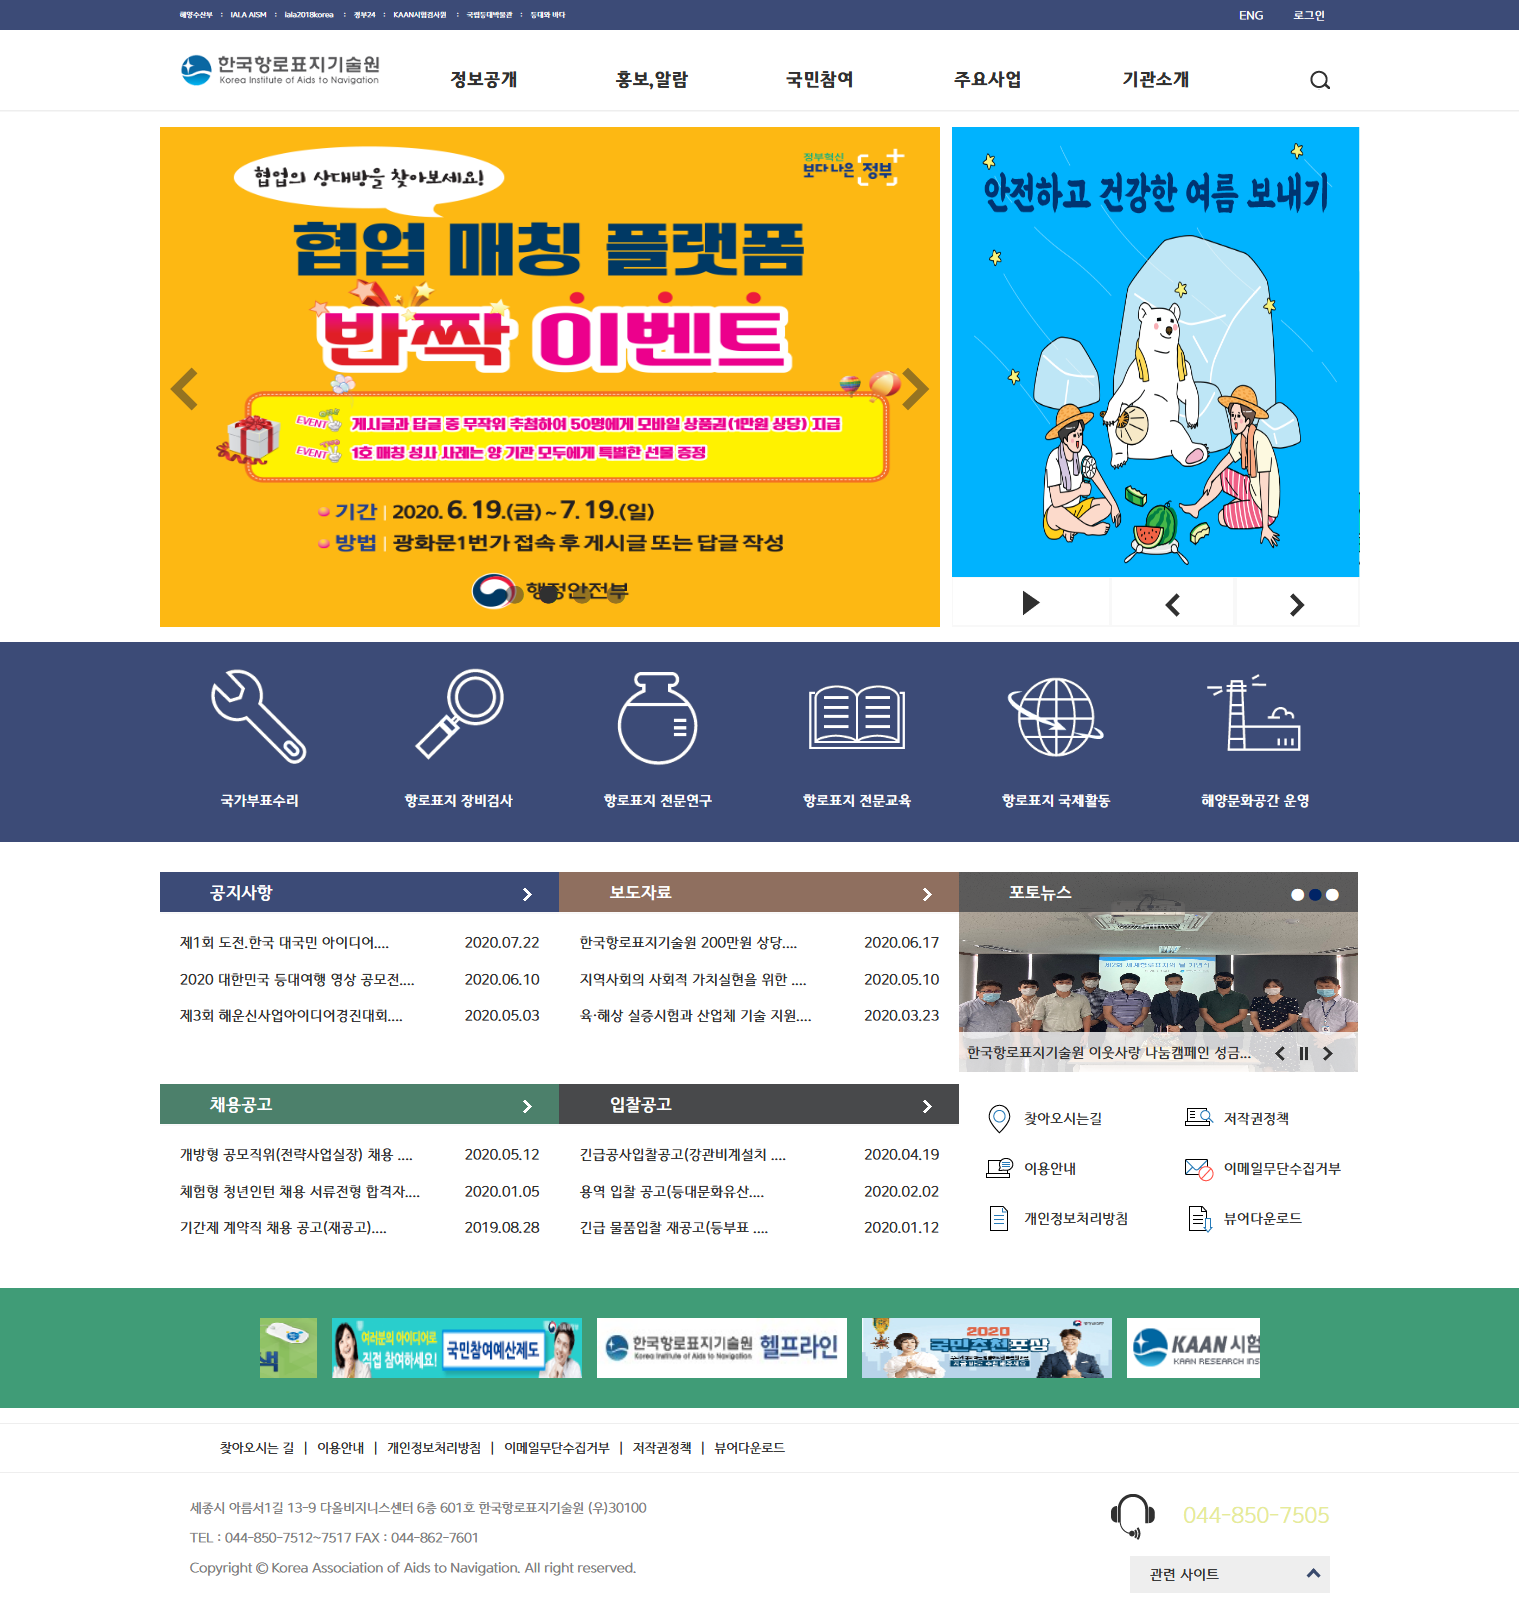 해양수산부 : IALA AISM : iala2018korea : 정부24 : KAAN시험검사원 : 국립등대박물관 : 등대와 바다
ENG 로그인
한국항로표지기술원
Korea Institute of Aids to Navigation
정보공개 홍보,알람 국민참여 주요사업 기관소개
협업의 상대방을 찾아보세요!
정부혁신
보다나은 정부
협업 매칭 플랫폼
반짝 이벤트
EVENT 게시글과 답글 중 무작위 추첨하여 50명에게 모바일 상품권(1만원 상당) 지급
EVENT 1호 매칭 성사 사례는 양 기관 모두에게 특별한 선물 증정
기간 | 2020. 6. 19.(금) ~ 7. 19.(일)
방법 | 광화문1번가 접속 후 게시글 또는 답글 작성
행정안전부
안전하고 건강한 여름 보내기
국가부표수리
항로표지 장비검사
항로표지 전문연구
항로표지 전문교육
항로표지 국제활동
해양문화공간 운영
공지사항
제1회 도전.한국 대국민 아이디어.... 2020.07.22
2020 대한민국 등대여행 영상 공모전.... 2020.06.10
제3회 해운신사업아이디어경진대회.... 2020.05.03
보도자료
한국항로표지기술원 200만원 상당.... 2020.06.17
지역사회의 사회적 가치실현을 위한 .... 2020.05.10
육·해상 실증시험과 산업체 기술 지원.... 2020.03.23
포토뉴스
제2회 세계항로표지의 날 기념식
한국항로표지기술원 이웃사랑 나눔캠페인 성금...
채용공고
개방형 공모직위(전략사업실장) 채용 .... 2020.05.12
체험형 청년인턴 채용 서류전형 합격자.... 2020.01.05
기간제 계약직 채용 공고(재공고).... 2019.08.28
입찰공고
긴급공사입찰공고(강관비계설치 .... 2020.04.19
용역 입찰 공고(등대문화유산.... 2020.02.02
긴급 물품입찰 재공고(등부표 .... 2020.01.12
찾아오시는길
저작권정책
이용안내
이메일무단수집거부
개인정보처리방침
뷰어다운로드
색
여러분의 아이디어로
직접 참여하세요!
국민참여예산제도
한국항로표지기술원
Korea Institute of Aids to Navigation
헬프라인
2020
국민추천포상
KAAN 시험
KAAN RESEARCH INS
찾아오시는 길 | 이용안내 | 개인정보처리방침 | 이메일무단수집거부 | 저작권정책 | 뷰어다운로드
세종시 아름서1길 13-9 다올비지니스센터 6층 601호 한국항로표지기술원 (우)30100
TEL : 044-850-7512~7517 FAX : 044-862-7601
Copyright © Korea Association of Aids to Navigation. All right reserved.
044-850-7505
관련 사이트